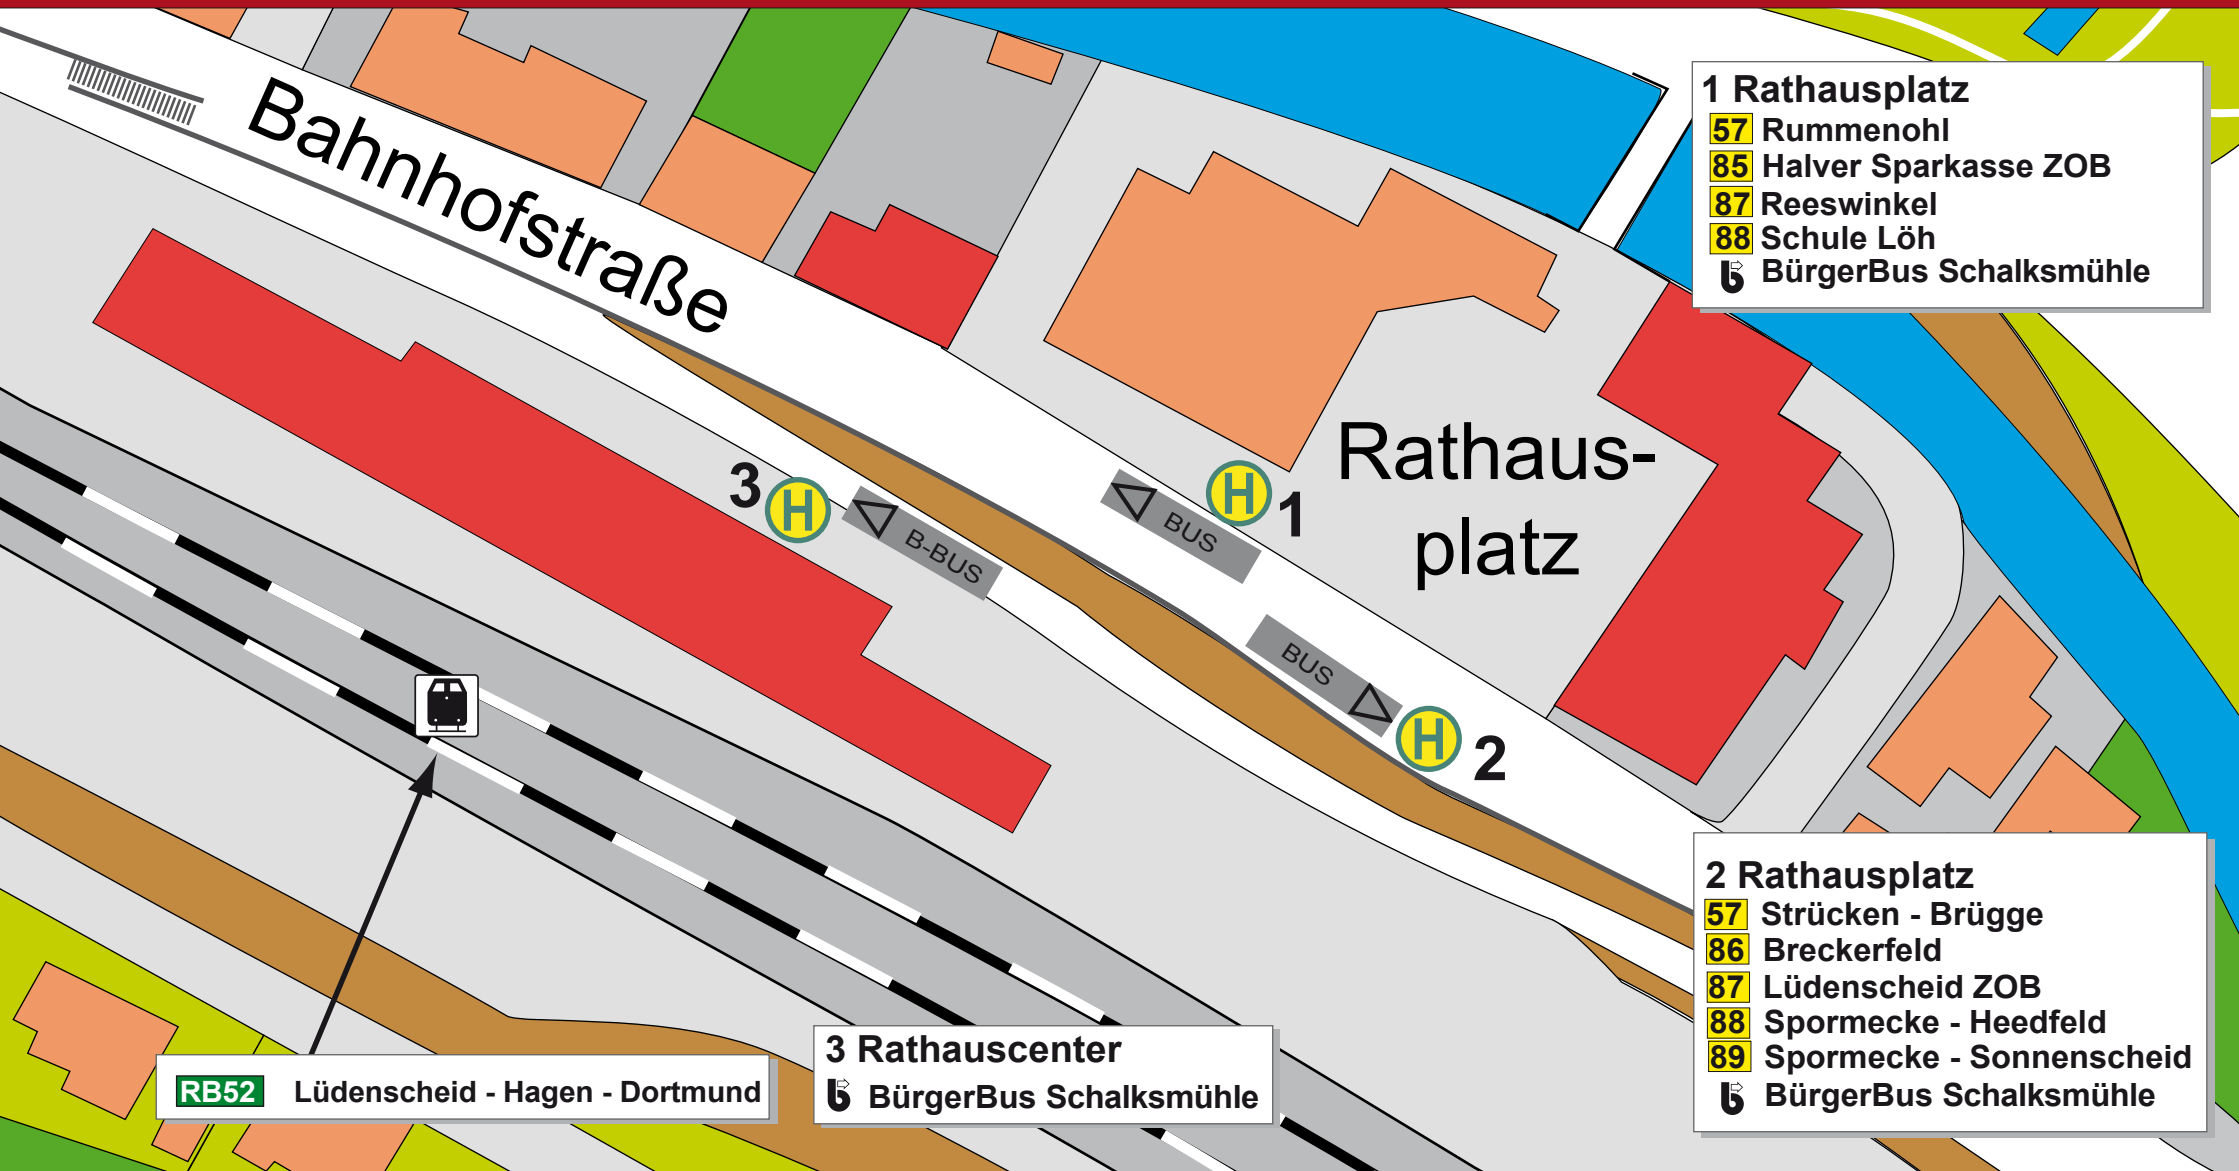 Bahnhofstraße
1 Rathausplatz
57 Rummenohl
85 Halver Sparkasse ZOB
87 Reeswinkel
88 Schule Löh
b BürgerBus Schalksmühle
Rathaus-
platz
3 H
B-BUS
BUS
H 1
BUS
H 2
2 Rathausplatz
57 Strücken - Brügge
86 Breckerfeld
87 Lüdenscheid ZOB
88 Spormecke - Heedfeld
89 Spormecke - Sonnenscheid
b BürgerBus Schalksmühle
3 Rathauscenter
b BürgerBus Schalksmühle
RB52 Lüdenscheid - Hagen - Dortmund